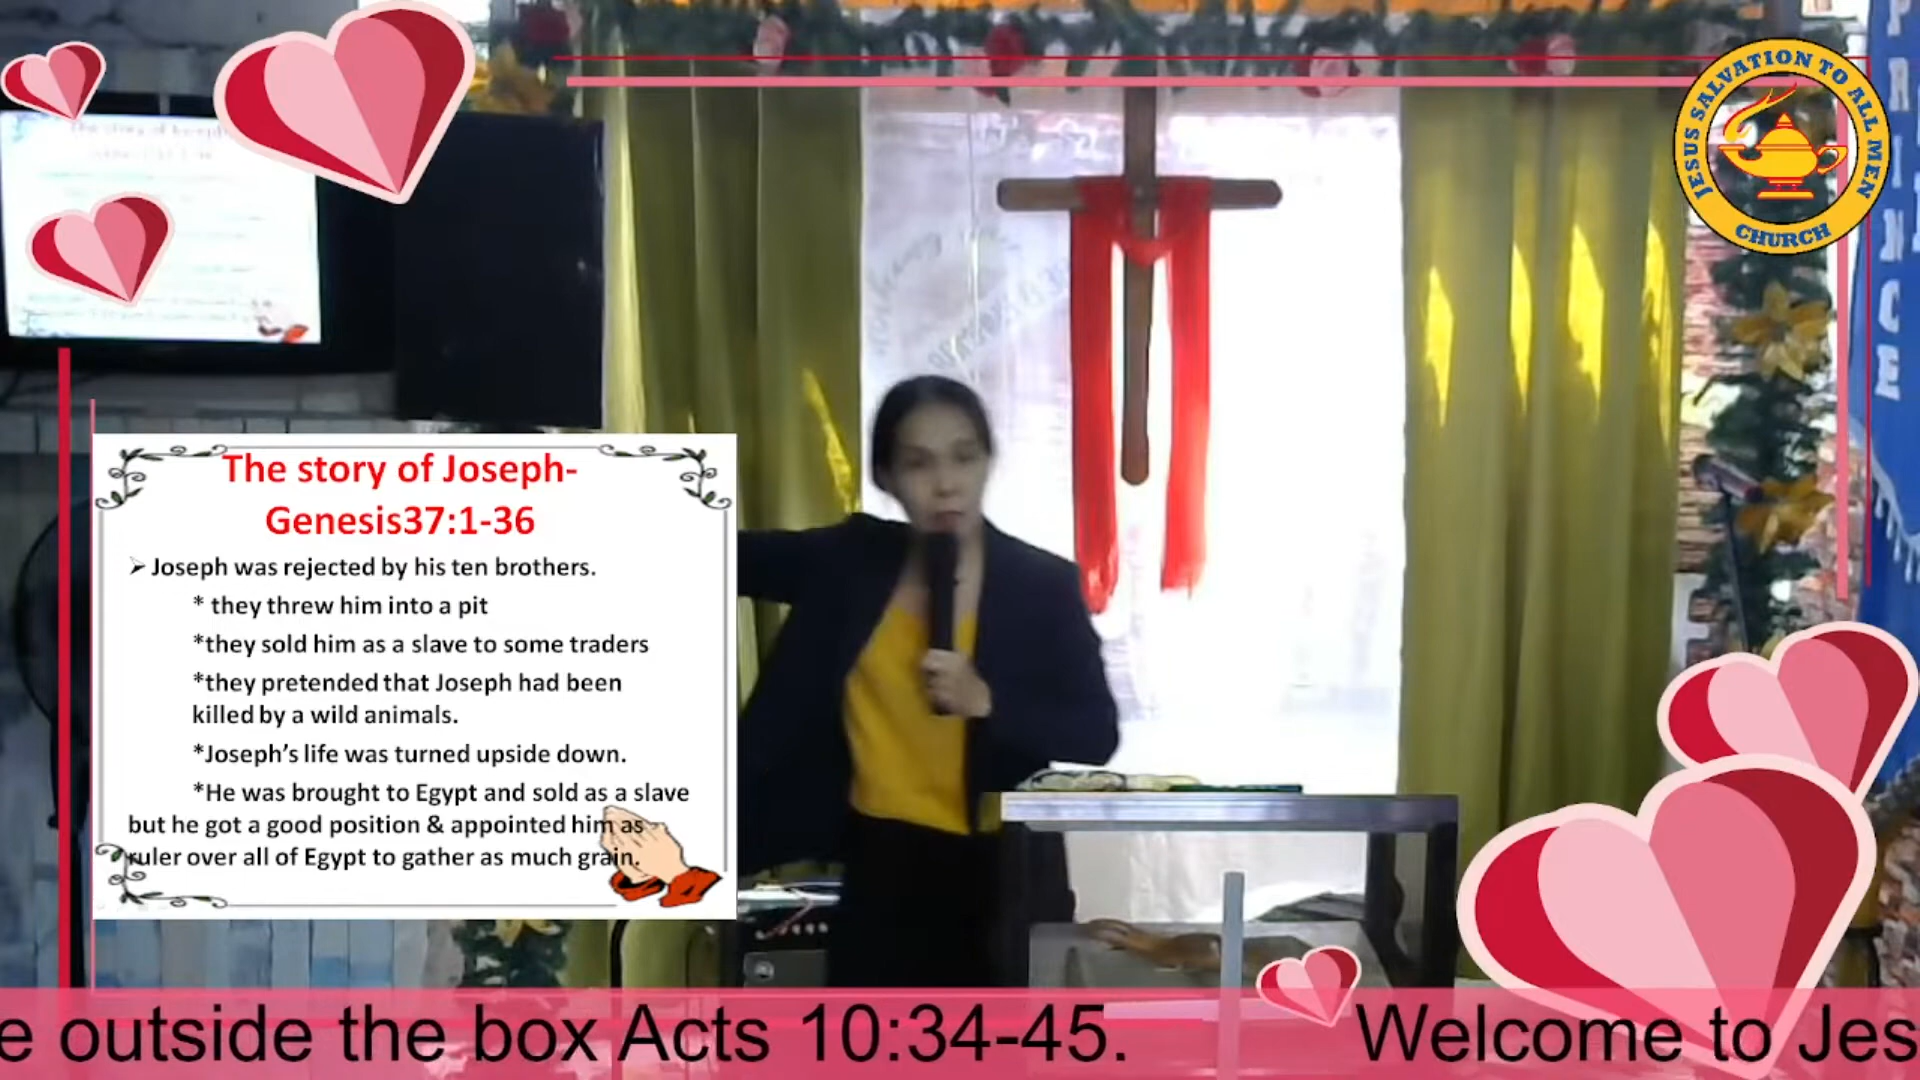 JESUS SALVATION TO ALL MEN
CHURCH
PRINCE
The story of Joseph-
Genesis37:1-36
➢ Joseph was rejected by his ten brothers.
* they threw him into a pit
*they sold him as a slave to some traders
*they pretended that Joseph had been
killed by a wild animals.
*Joseph’s life was turned upside down.
*He was brought to Egypt and sold as a slave
but he got a good position & appointed him as
ruler over all of Egypt to gather as much grain.
e outside the box Acts 10:34-45. Welcome to Jes